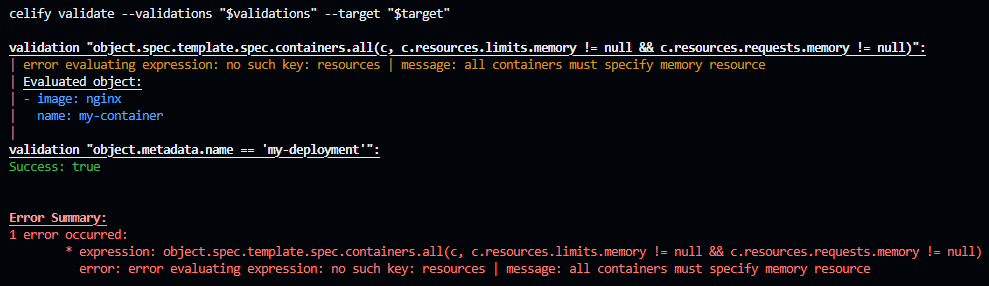 celify validate --validations "$validations" --target "$target"
validation "object.spec.template.spec.containers.all(c, c.resources.limits.memory != null && c.resources.requests.memory != null)":
| error evaluating expression: no such key: resources | message: all containers must specify memory resource
| Evaluated object:
| - image: nginx
|   name: my-container
|
validation "object.metadata.name == 'my-deployment'":
Success: true
Error Summary:
1 error occurred:
* expression: object.spec.template.spec.containers.all(c, c.resources.limits.memory != null && c.resources.requests.memory != null)
error: error evaluating expression: no such key: resources | message: all containers must specify memory resource